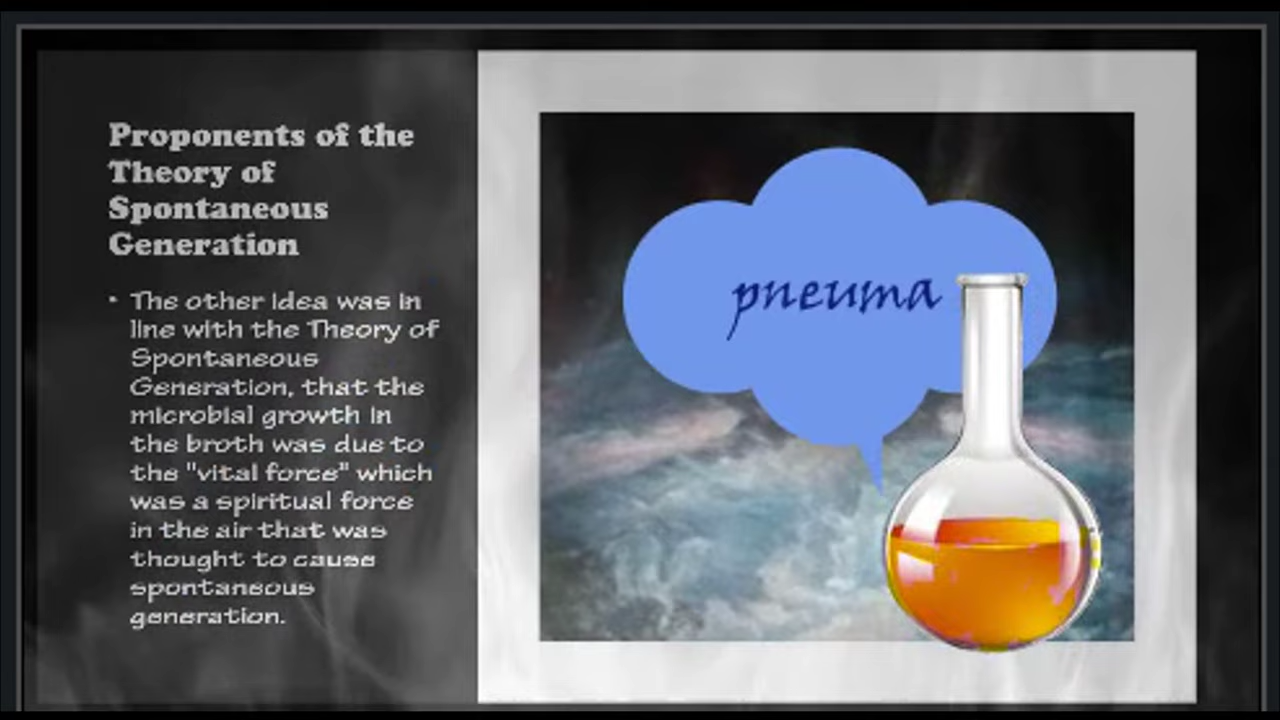 Proponents of the
Theory of
Spontaneous
Generation
• The other idea was in
line with the Theory of
Spontaneous
Generation, that the
microbial growth in
the broth was due to
the "vital force" which
was a spiritual force
in the air that was
thought to cause
spontaneous
generation.
pneuma